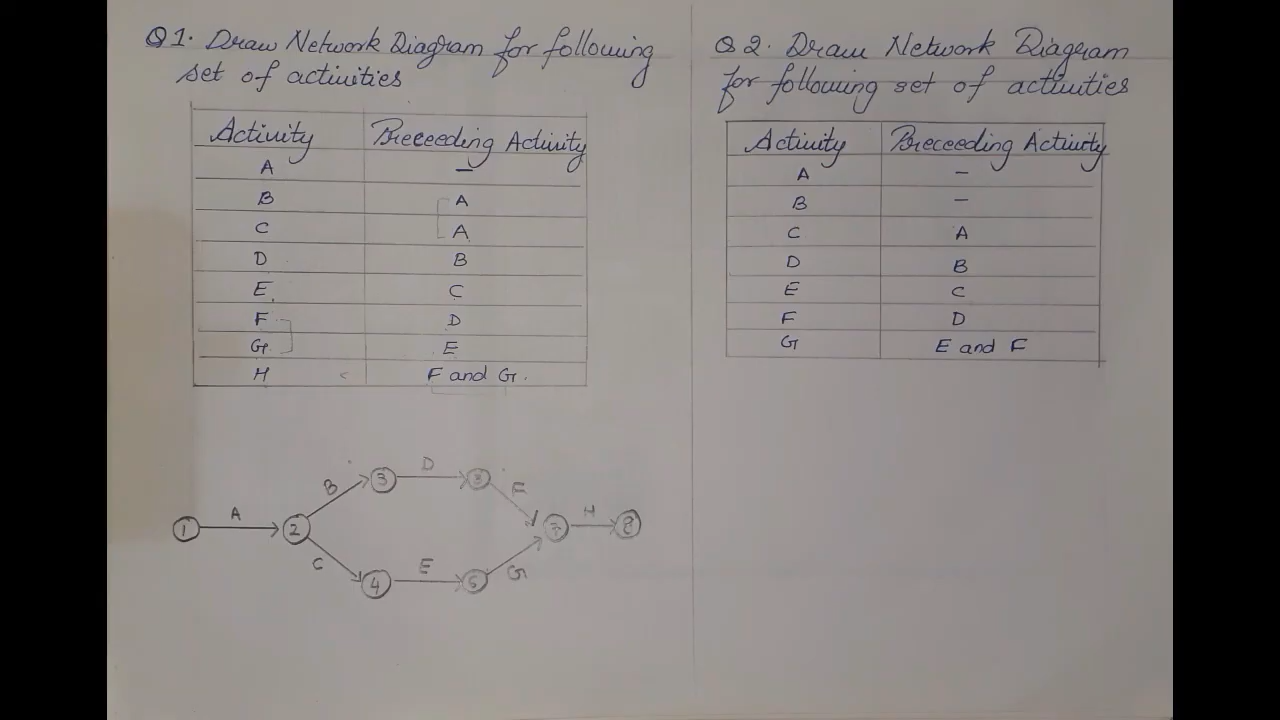 Q1. Draw Network Diagram for following
set of activities
Activity Preceeding Activity
A –
B A
C A
D B
E C
F D
G E
H F and G.
A
B
C
D
E
F
G
H
1
2
3
4
7
8
Q2. Draw Network Diagram
for following set of activities
Activity Preceeding Activity
A –
B –
C A
D B
E C
F D
G E and F